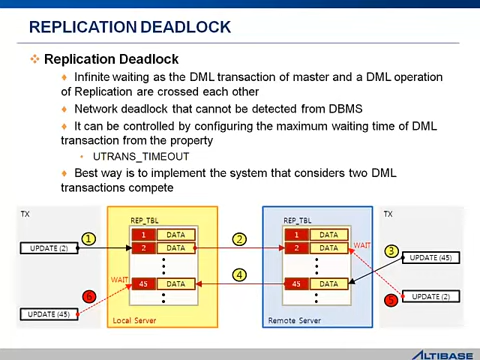 REPLICATION DEADLOCK
Replication Deadlock
Infinite waiting as the DML transaction of master and a DML operation
of Replication are crossed each other
Network deadlock that cannot be detected from DBMS
It can be controlled by configuring the maximum waiting time of DML
transaction from the property
UTRANS_TIMEOUT
Best way is to implement the system that considers two DML
transactions compete
TX
REP_TBL
REP_TBL
TX
1 DATA
1 DATA
UPDATE (2)
1
2 DATA
2
2 DATA
WAIT
3
UPDATE (45)
WAIT
45 DATA
4
45 DATA
6
5
UPDATE (2)
UPDATE (45)
Local Server
Remote Server
ALTIBASE